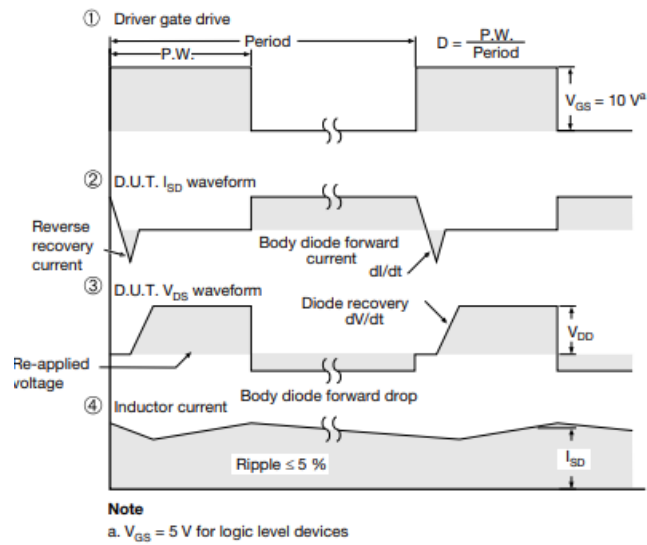 ① Driver gate drive
Period
P.W.
D = P.W.
Period
V_GS = 10 Vᵃ
② D.U.T. I_SD waveform
Reverse
recovery
current
Body diode forward
current
dI/dt
③ D.U.T. V_DS waveform
Diode recovery
dV/dt
V_DD
Re-applied
voltage
Body diode forward drop
④ Inductor current
Ripple ≤ 5 %
I_SD
Note
a. V_GS = 5 V for logic level devices